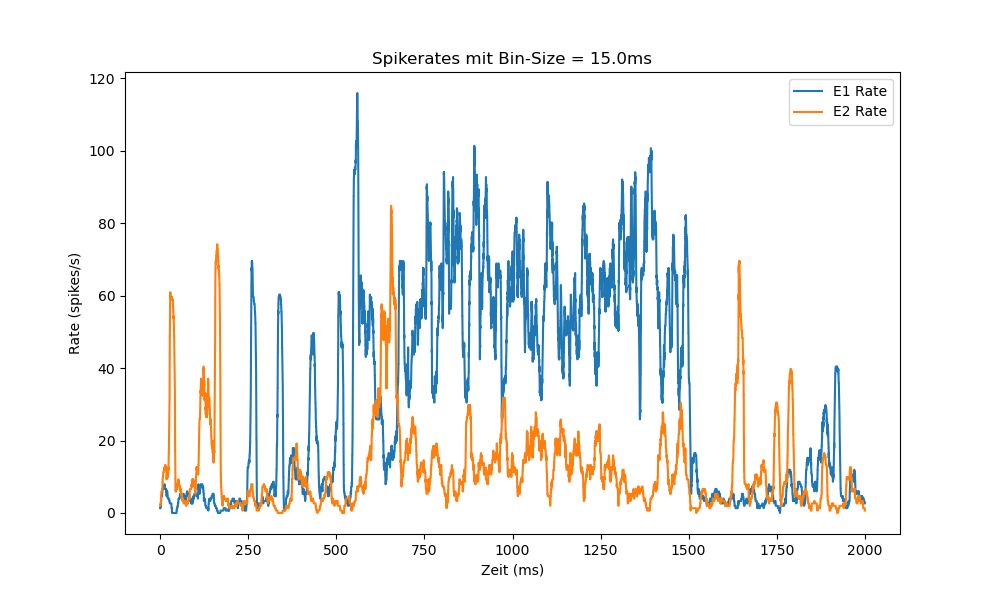 Spikerates mit Bin-Size = 15.0ms
E1 Rate
E2 Rate
Rate (spikes/s)
120
100
80
60
40
20
0
0 250 500 750 1000 1250 1500 1750 2000
Zeit (ms)